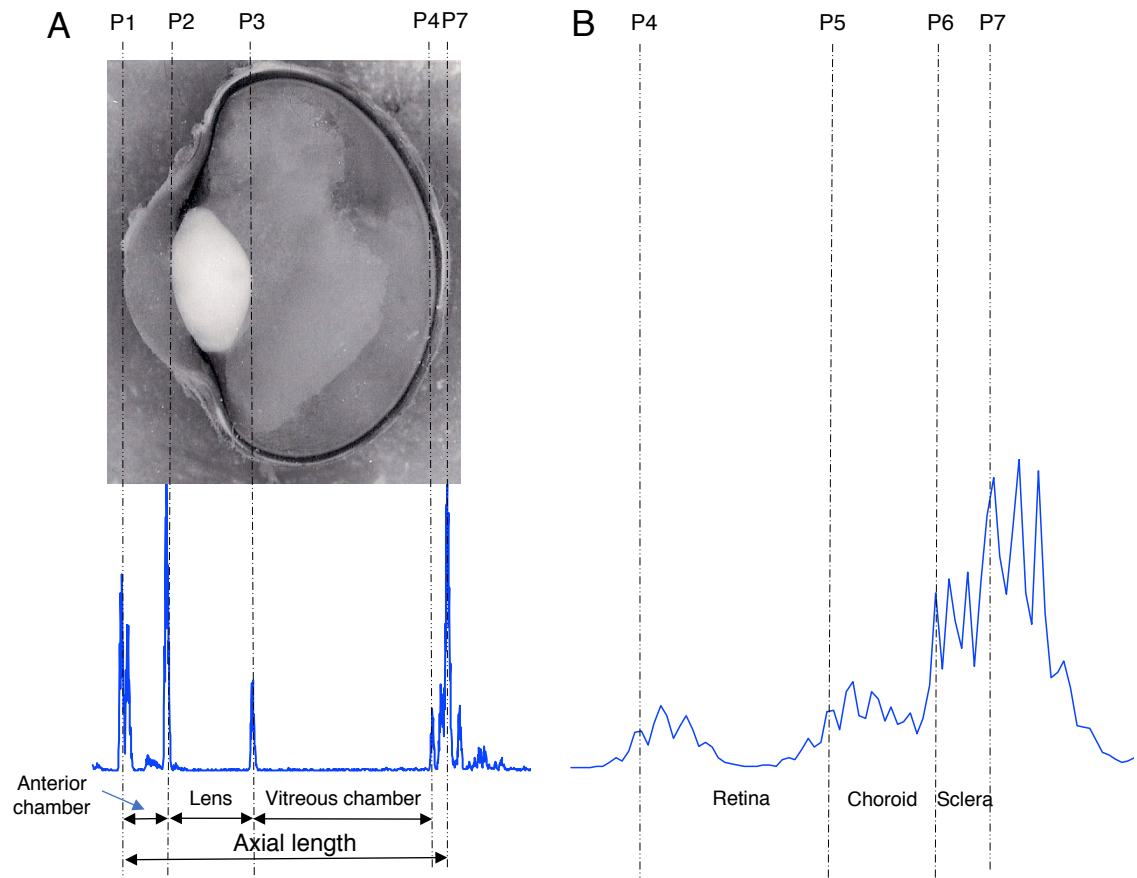 A
P1 P2 P3 P4 P7
B
P4 P5 P6 P7
Anterior
chamber
Lens
Vitreous chamber
Axial length
Retina
Choroid
Sclera